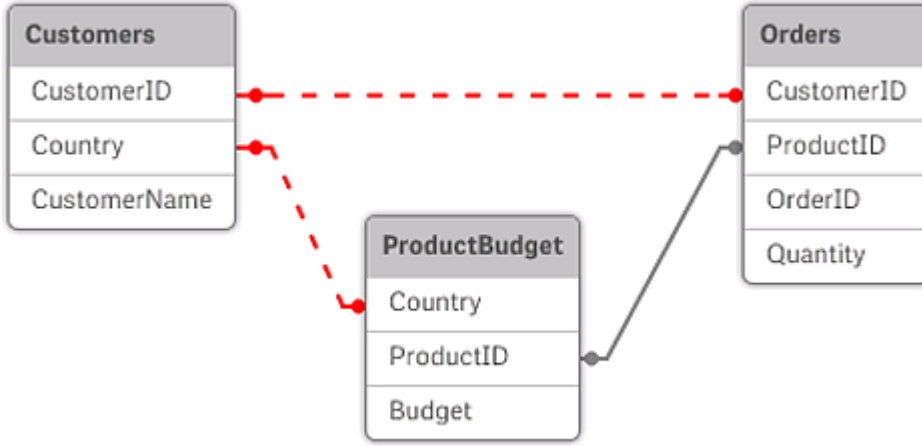 Customers
CustomerID
Country
CustomerName
ProductBudget
Country
ProductID
Budget
Orders
CustomerID
ProductID
OrderID
Quantity